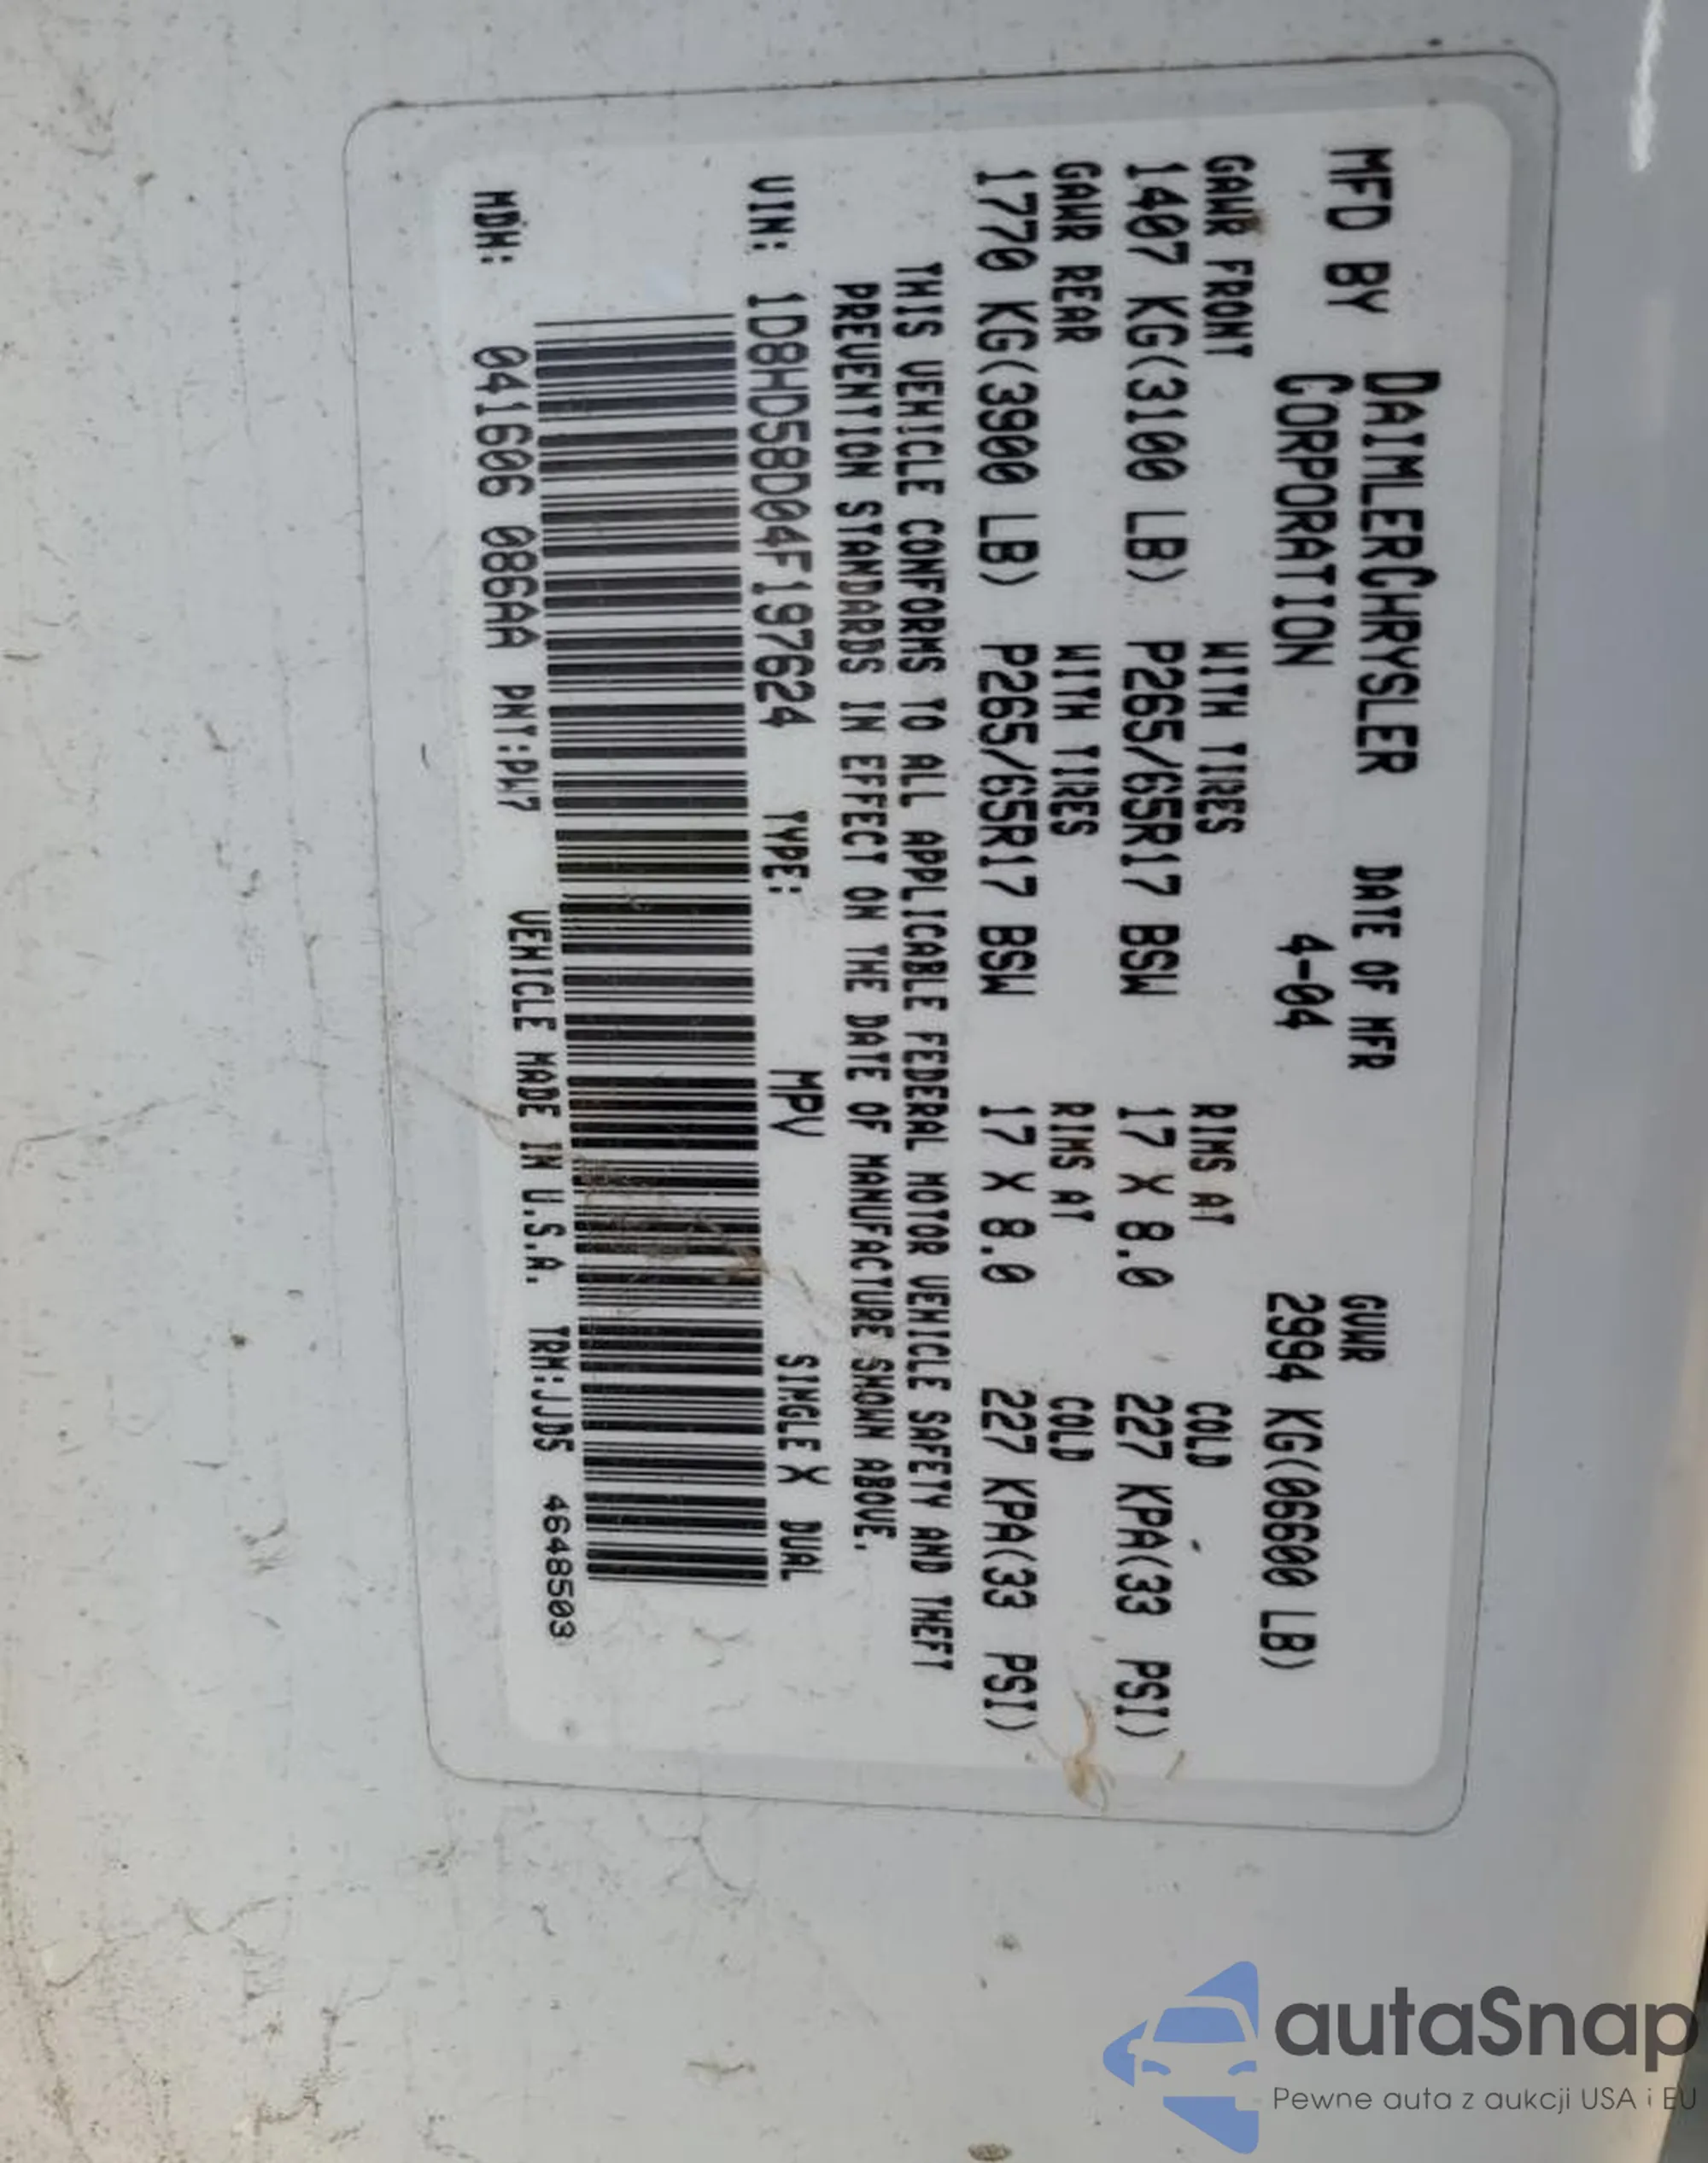 MFD BY DAIMLERCHRYSLER DATE OF MFR GVWR
CORPORATION 4-04 2994 KG(06600 LB)
GAWR FRONT WITH TIRES RIMS AT COLD
1407 KG(3100 LB) P265/65R17 BSW 17 X 8.0 227 KPA(33 PSI)
GAWR REAR WITH TIRES RIMS AT COLD
1770 KG(3900 LB) P265/65R17 BSW 17 X 8.0 227 KPA(33 PSI)
THIS VEHICLE CONFORMS TO ALL APPLICABLE FEDERAL MOTOR VEHICLE SAFETY AND THEFT
PREVENTION STANDARDS IN EFFECT ON THE DATE OF MANUFACTURE SHOWN ABOVE.
VIN: 1D8HD58D04F197624 TYPE: MPV SINGLE X DUAL
MDH: 041606 086AA PNT:PW7 VEHICLE MADE IN U.S.A. TRM:JJD5 4648503
autaSnap
Pewne auta z aukcji USA i EU